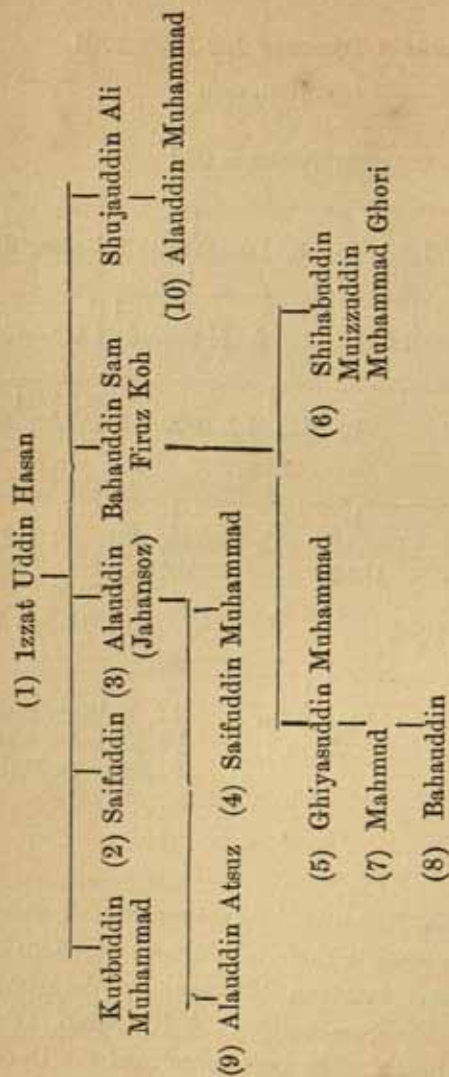 (1) Izzat Uddin Hasan
Kutbuddin
Muhammad
(2) Saifuddin
(3) Alauddin
(Jahansoz)
Bahauddin Sam
Firuz Koh
Shujauddin Ali
(10) Alauddin Muhammad
(9) Alauddin Atsuz
(4) Saifuddin Muhammad
(5) Ghiyasuddin Muhammad
(7) Mahmud
(8) Bahauddin
(6) Shihabuddin
Muizzuddin
Muhammad Ghori